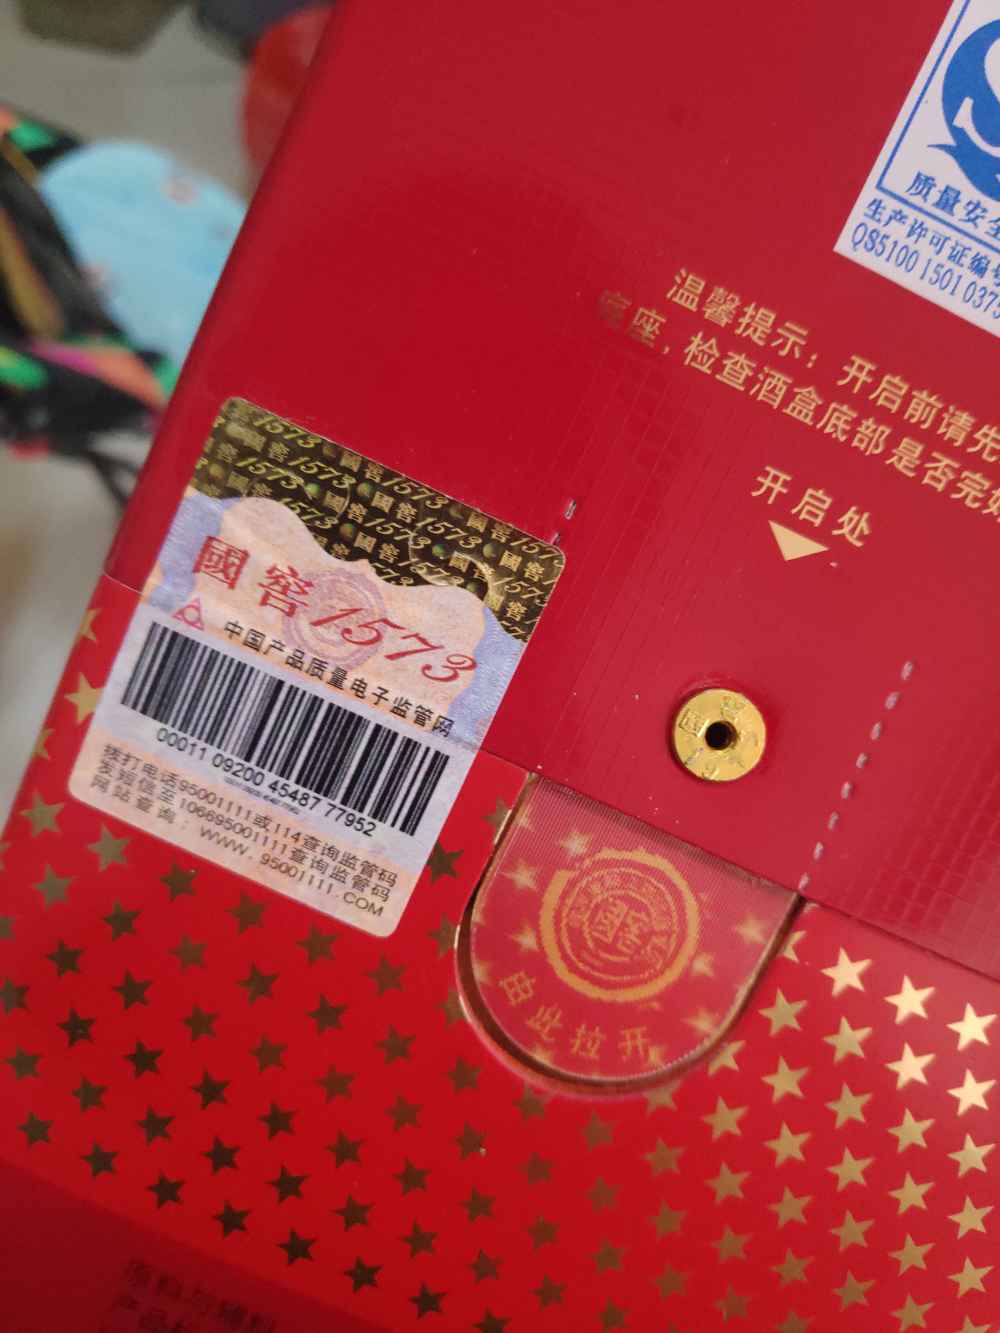 质量安全
生产许可证编号
QS5100 1501 0375
温馨提示：开启前请先
底座，检查酒盒底部是否完好
开启处
國窖1573
國窖1573
中国产品质量电子监管网
00011 09200 45487 77952
拨打电话95001111或114查询监管码
发短信至106695001111查询监管码
网站查询：www.95001111.COM
國窖
由此拉开